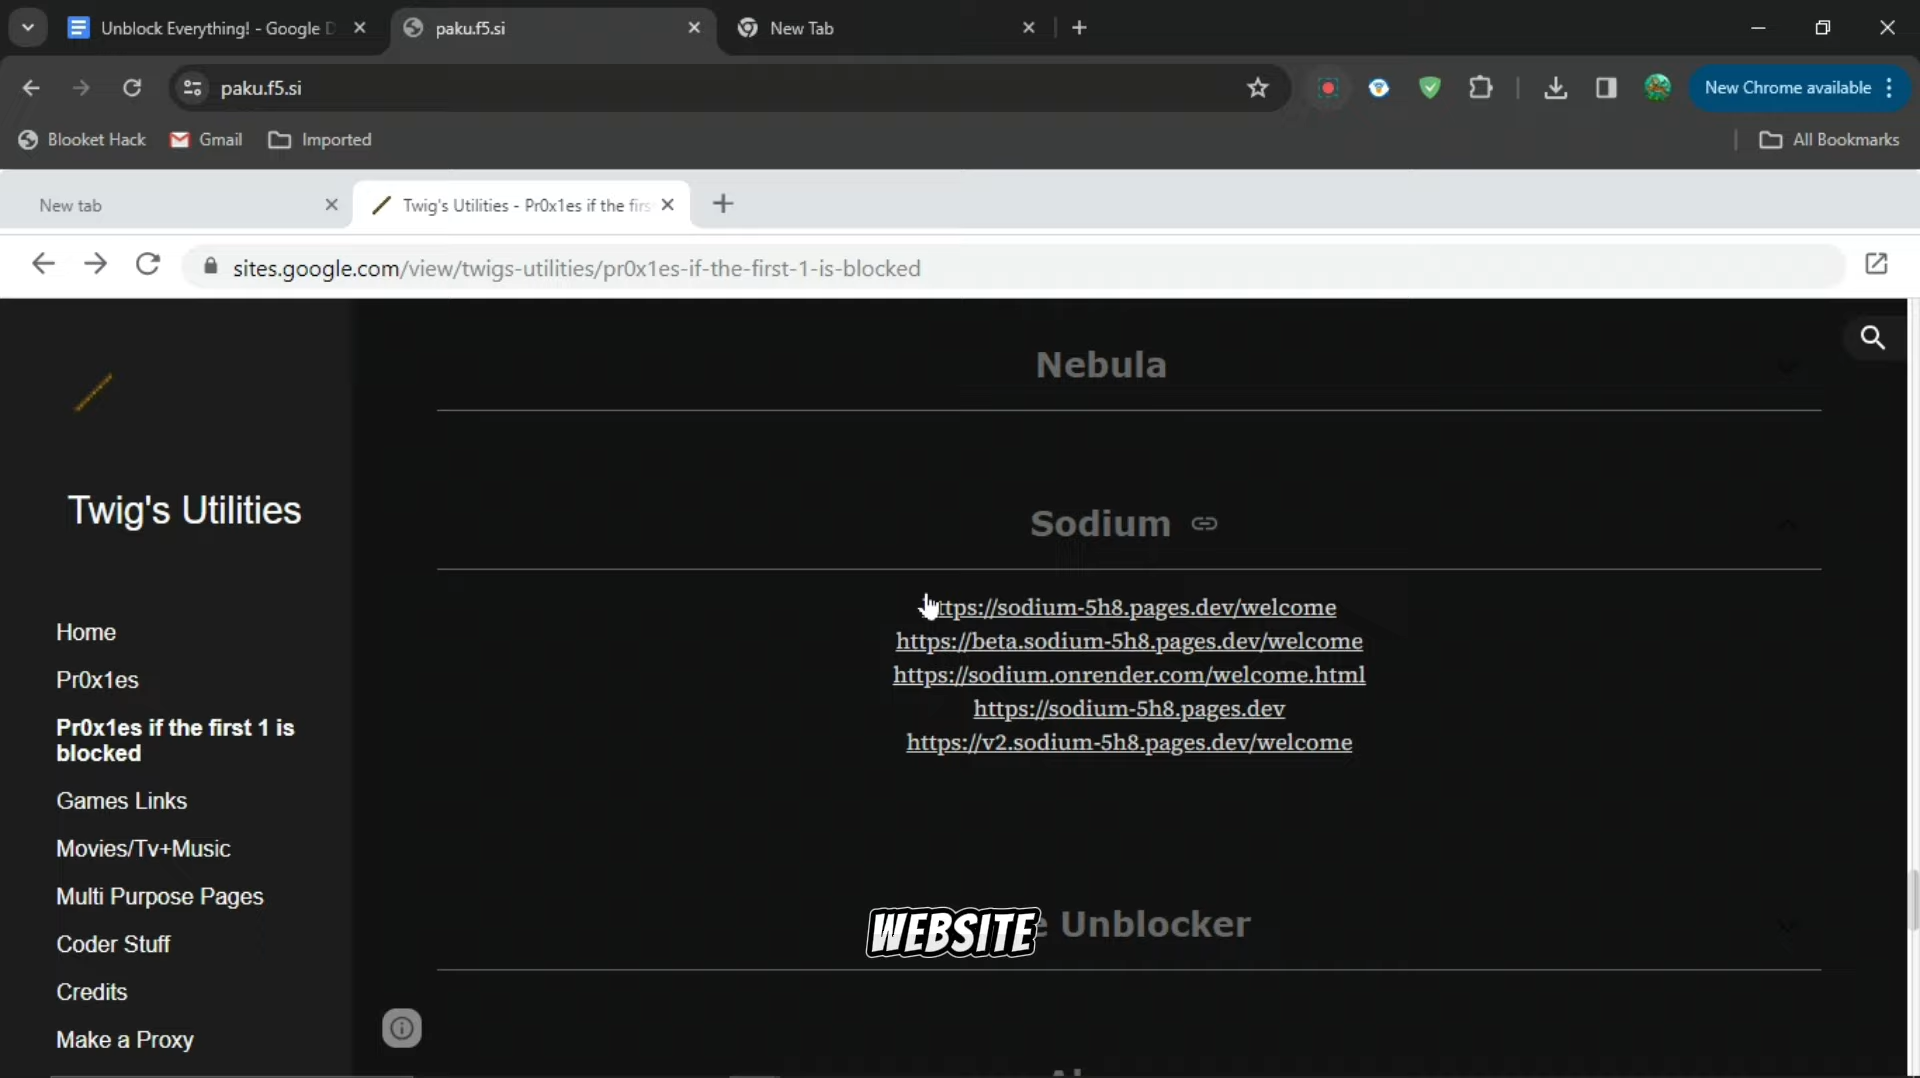 Unblock Everything! - Google D
paku.f5.si
New Tab
paku.f5.si
New Chrome available
Blooket Hack
Gmail
Imported
All Bookmarks
New tab
Twig's Utilities - Pr0x1es if the firs
sites.google.com/view/twigs-utilities/pr0x1es-if-the-first-1-is-blocked
Twig's Utilities
Home
Pr0x1es
Pr0x1es if the first 1 is
blocked
Games Links
Movies/Tv+Music
Multi Purpose Pages
Coder Stuff
Credits
Make a Proxy
Nebula
Sodium
ttps://sodium-5h8.pages.dev/welcome
https://beta.sodium-5h8.pages.dev/welcome
https://sodium.onrender.com/welcome.html
https://sodium-5h8.pages.dev
https://v2.sodium-5h8.pages.dev/welcome
WEBSITE
Unblocker